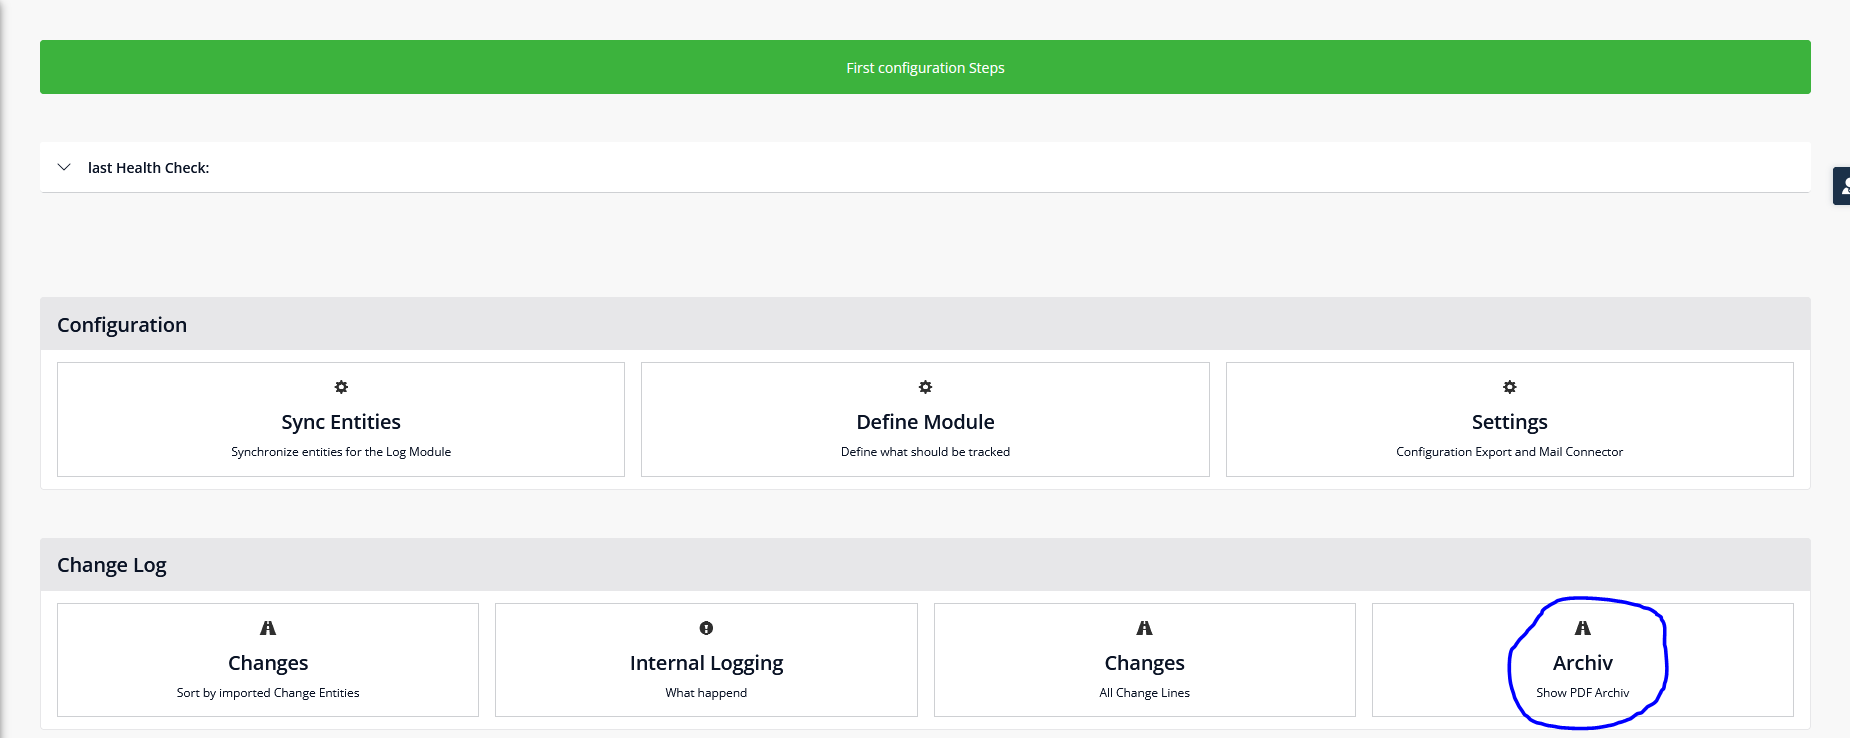 First configuration Steps
last Health Check:
Configuration
Sync Entities
Synchronize entities for the Log Module
Define Module
Define what should be tracked
Settings
Configuration Export and Mail Connector
Change Log
Changes
Sort by imported Change Entities
Internal Logging
What happend
Changes
All Change Lines
Archiv
Show PDF Archiv